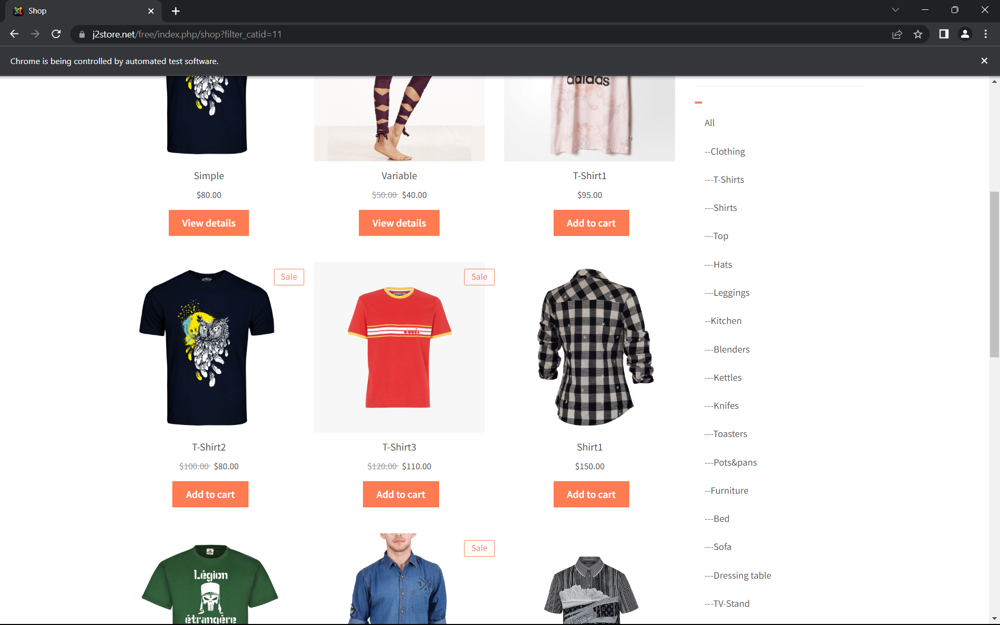 Shop
j2store.net/free/index.php/shop?filter_catid=11
Chrome is being controlled by automated test software.
adidas
Simple
$80.00
View details
Variable
$50.00 $40.00
View details
T-Shirt1
$95.00
Add to cart
Sale
T-Shirt2
$100.00 $80.00
Add to cart
Sale
T-Shirt3
$120.00 $110.00
Add to cart
Shirt1
$150.00
Add to cart
Légion
étrangère
Sale
All
--Clothing
---T-Shirts
---Shirts
---Top
---Hats
---Leggings
--Kitchen
---Blenders
---Kettles
---Knifes
---Toasters
---Pots&pans
--Furniture
---Bed
---Sofa
---Dressing table
---TV-Stand